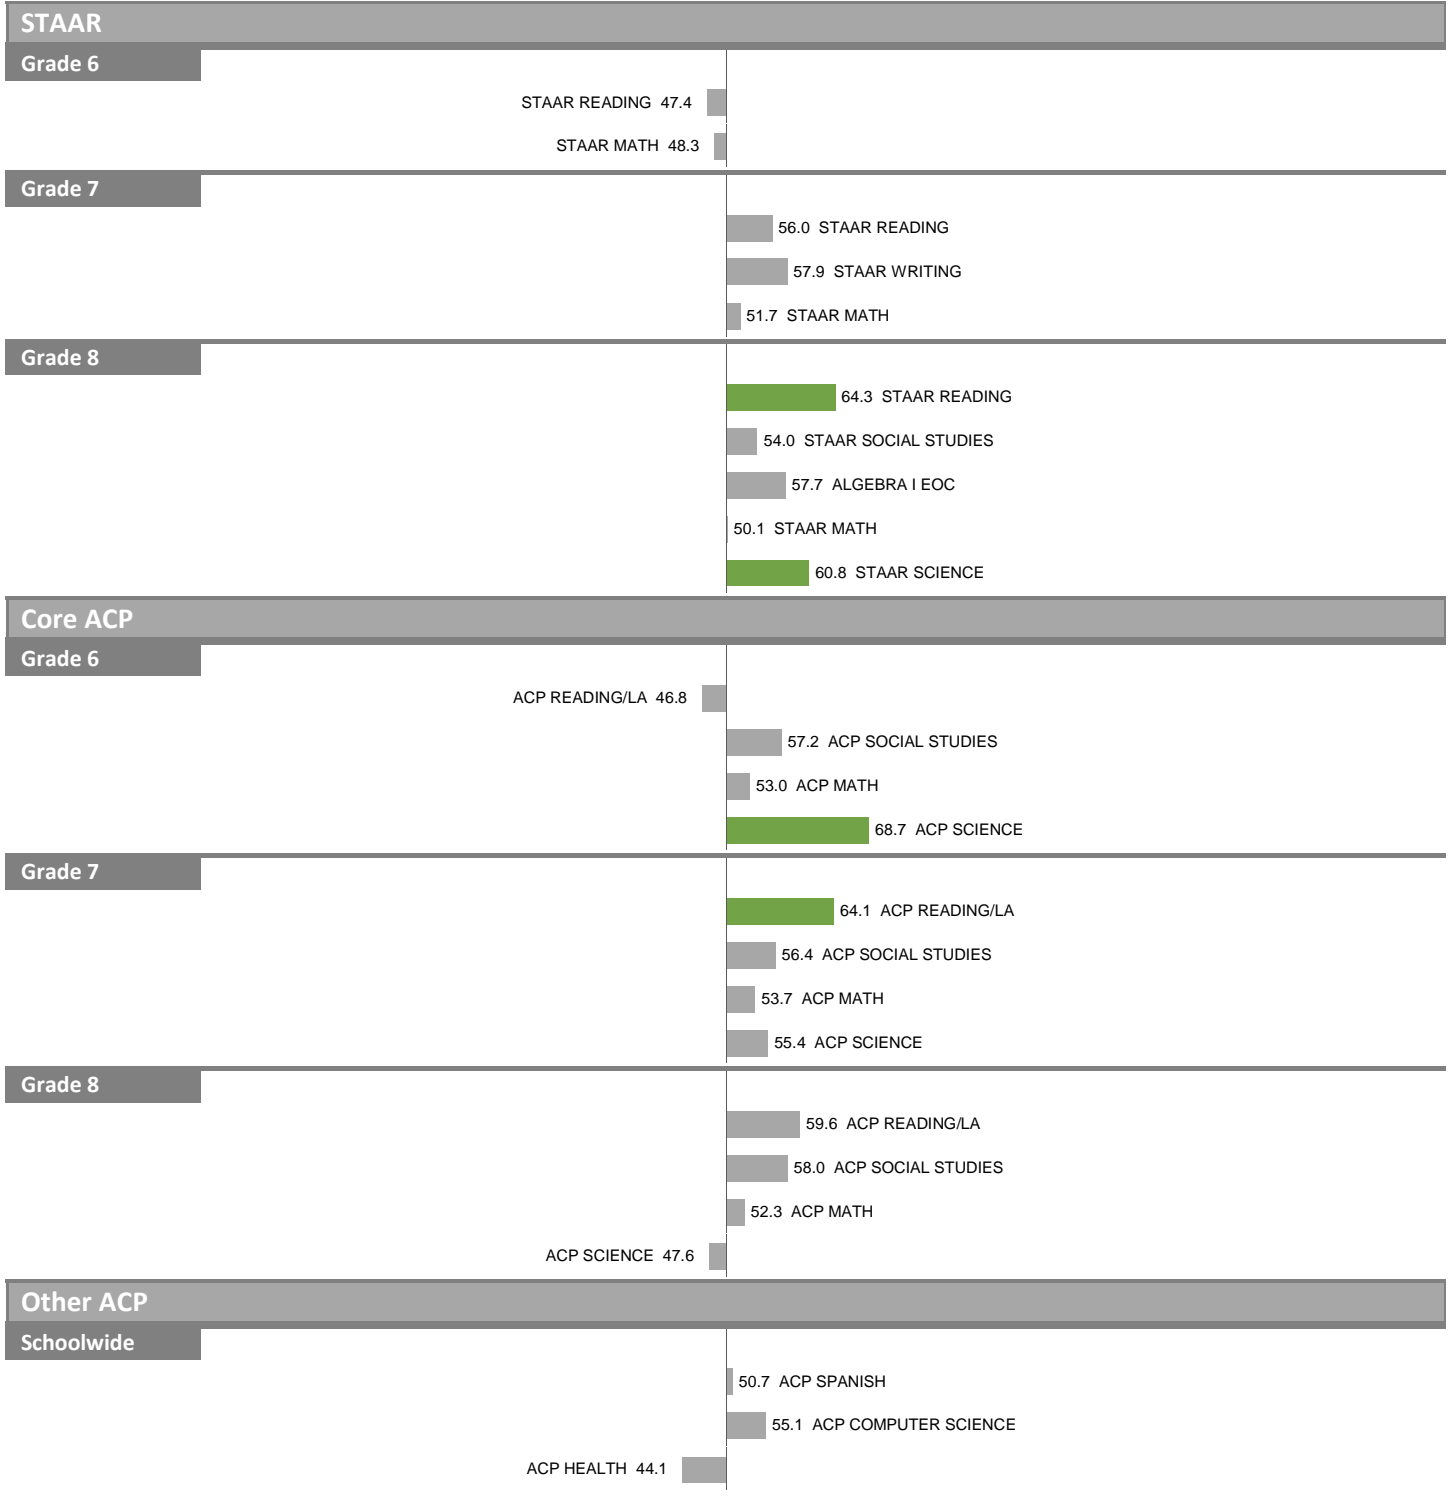 STAAR
Grade 6
STAAR READING 47.4
STAAR MATH 48.3
Grade 7
56.0 STAAR READING
57.9 STAAR WRITING
51.7 STAAR MATH
Grade 8
64.3 STAAR READING
54.0 STAAR SOCIAL STUDIES
57.7 ALGEBRA I EOC
50.1 STAAR MATH
60.8 STAAR SCIENCE
Core ACP
Grade 6
ACP READING/LA 46.8
57.2 ACP SOCIAL STUDIES
53.0 ACP MATH
68.7 ACP SCIENCE
Grade 7
64.1 ACP READING/LA
56.4 ACP SOCIAL STUDIES
53.7 ACP MATH
55.4 ACP SCIENCE
Grade 8
59.6 ACP READING/LA
58.0 ACP SOCIAL STUDIES
52.3 ACP MATH
ACP SCIENCE 47.6
Other ACP
Schoolwide
50.7 ACP SPANISH
55.1 ACP COMPUTER SCIENCE
ACP HEALTH 44.1